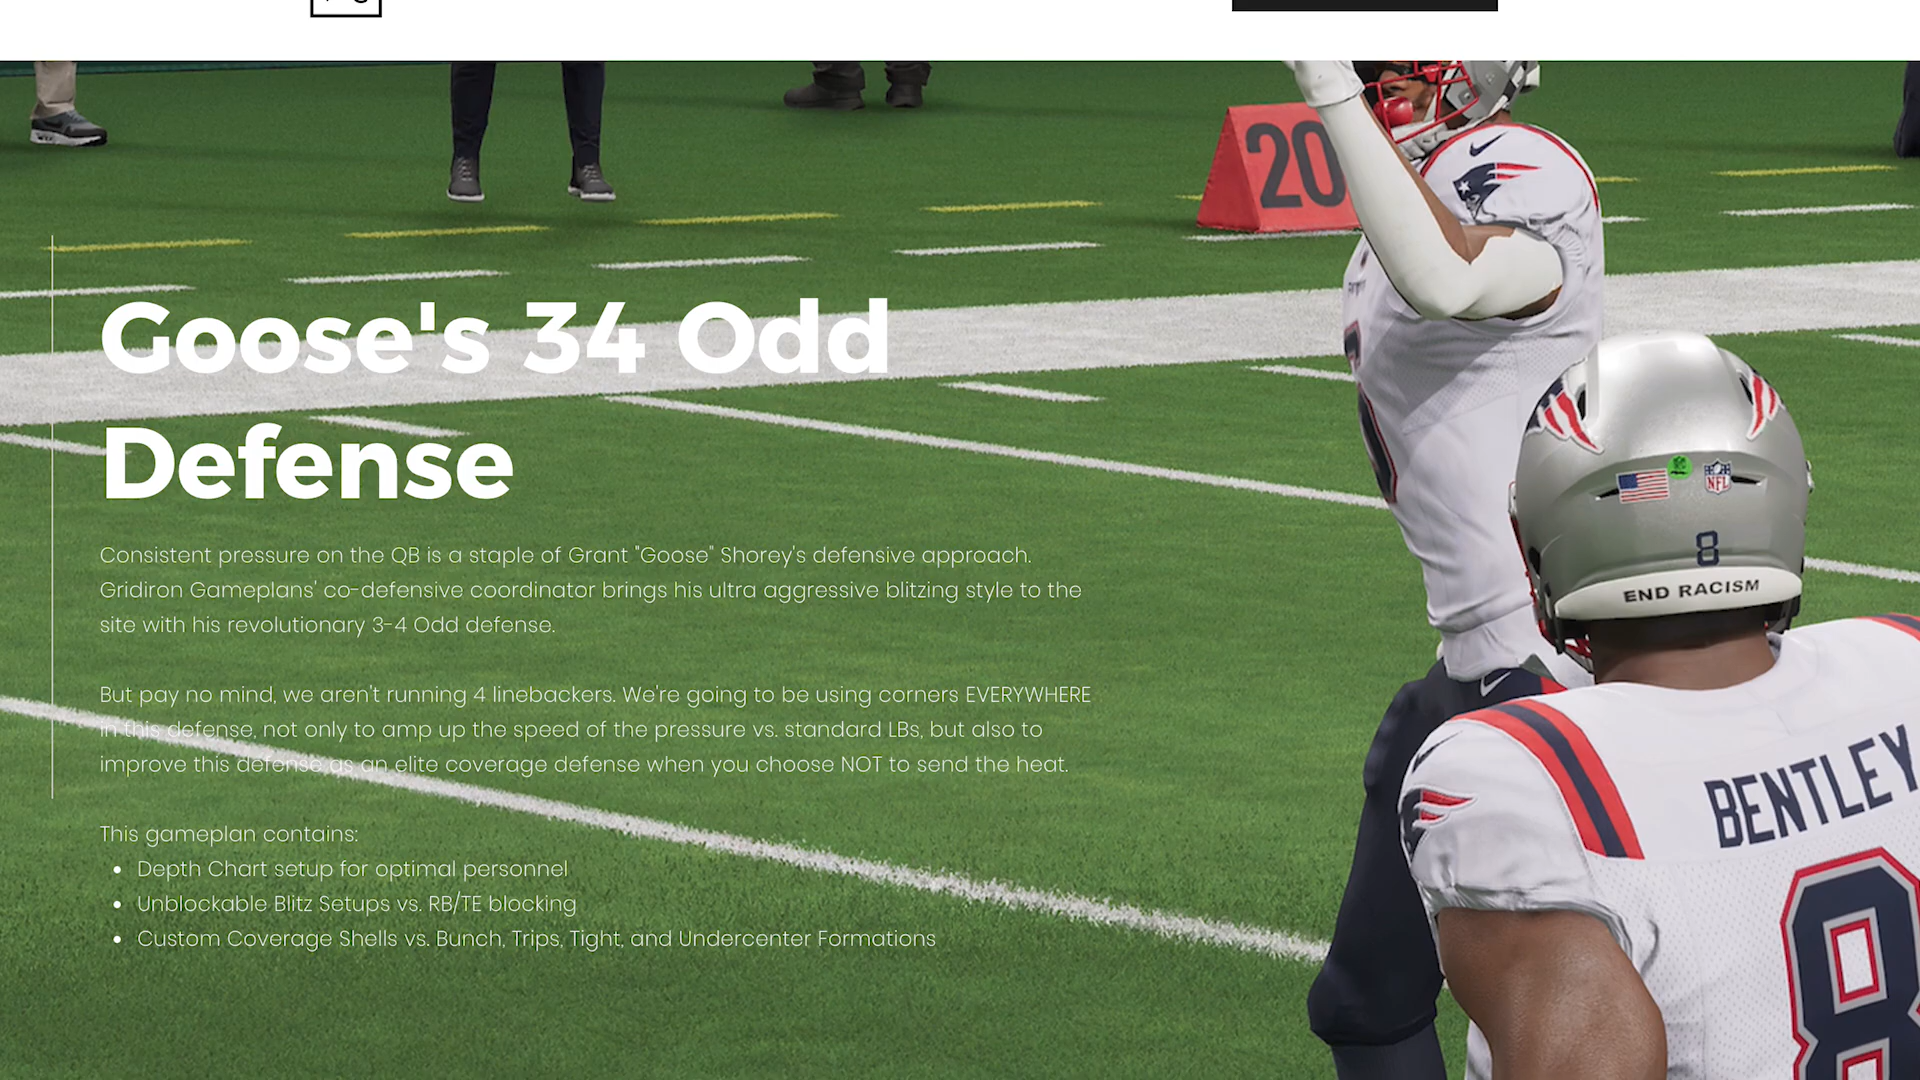 20
Goose's 34 Odd
Defense
Consistent pressure on the QB is a staple of Grant "Goose" Shorey's defensive approach.
Gridiron Gameplans' co-defensive coordinator brings his ultra aggressive blitzing style to the
site with his revolutionary 3-4 Odd defense.
But pay no mind, we aren't running 4 linebackers. We're going to be using corners EVERYWHERE
in this defense, not only to amp up the speed of the pressure vs. standard LBs, but also to
improve this defense as an elite coverage defense when you choose NOT to send the heat.
This gameplan contains:
• Depth Chart setup for optimal personnel
• Unblockable Blitz Setups vs. RB/TE blocking
• Custom Coverage Shells vs. Bunch, Trips, Tight, and Undercenter Formations
NFL
8
END RACISM
BENTLEY
8